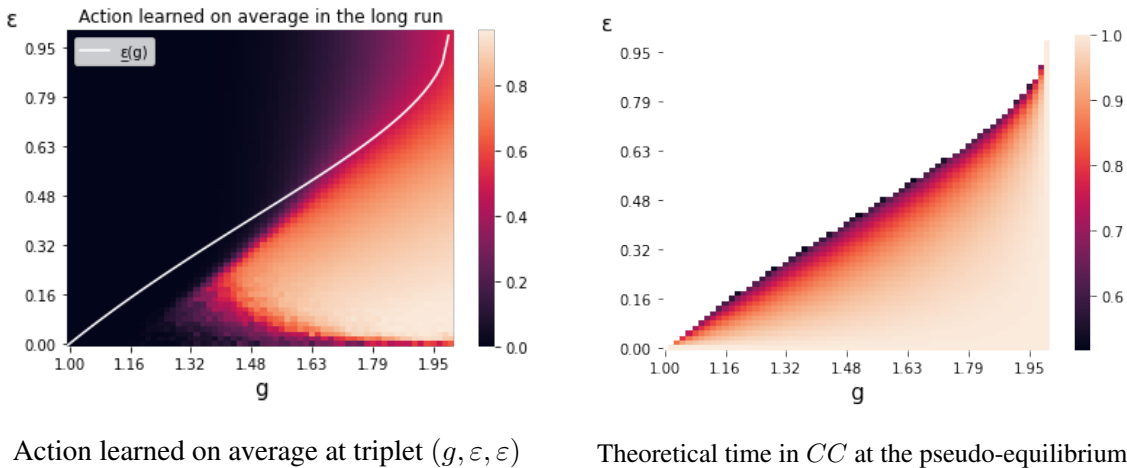 Action learned on average in the long run
ε
ε(g)
0.95
0.79
0.63
0.48
0.32
0.16
0.00
1.00 1.16 1.32 1.48 1.63 1.79 1.95
g
0.8
0.6
0.4
0.2
0.0
Action learned on average at triplet (g, ε, ε)
ε
0.95
0.79
0.63
0.48
0.32
0.16
0.00
1.00 1.16 1.32 1.48 1.63 1.79 1.95
g
1.0
0.9
0.8
0.7
0.6
Theoretical time in CC at the pseudo-equilibrium